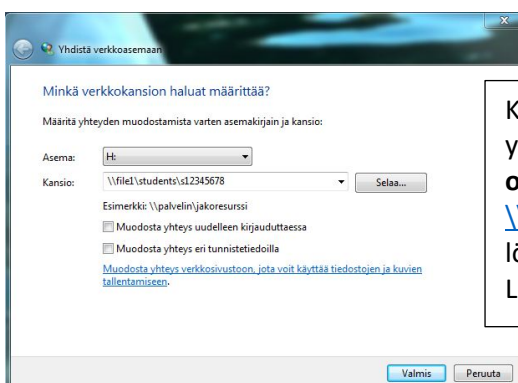 Yhdistä verkkoasemaan
Minkä verkkokansion haluat määrittää?
Määritä yhteyden muodostamista varten asemakirjain ja kansio:
Asema: H:
Kansio: \\file1\students\s12345678 Selaa...
Esimerkki: \\palvelin\jakoresurssi
Muodosta yhteys uudelleen kirjauduttaessa
Muodosta yhteys eri tunnistetiedoilla
Muodosta yhteys verkkosivustoon, jota voit käyttää tiedostojen ja kuvien
tallentamiseen.
Valmis Peruuta